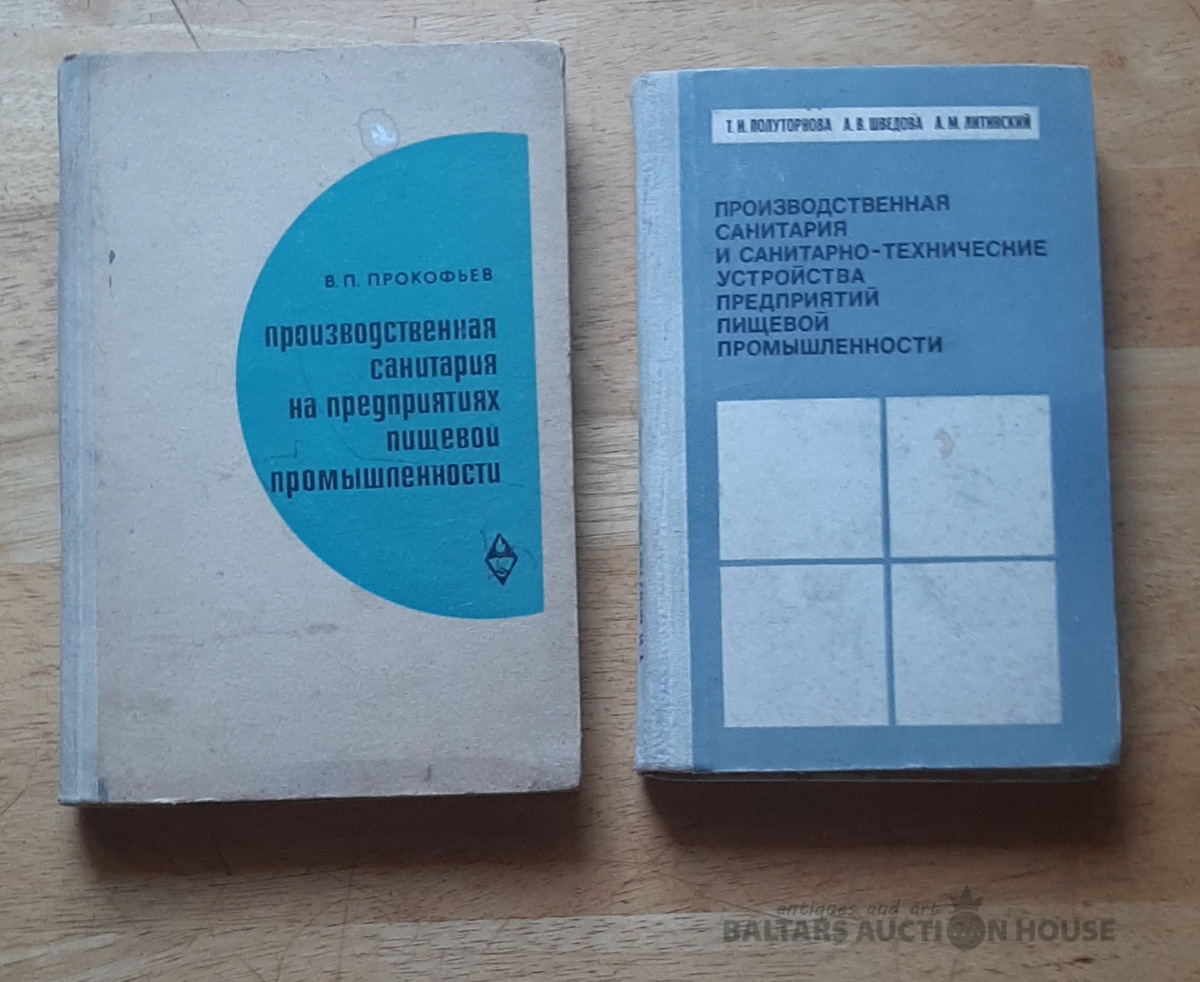 В.П. ПРОКОФЬЕВ
производственная
санитария
на предприятиях
пищевой
промышленности
Т. И. ПОЛУТОРНОВА А. В. ШВЕДОВА А. М. ЛИТИНСКИЙ
ПРОИЗВОДСТВЕННАЯ
САНИТАРИЯ
И САНИТАРНО-ТЕХНИЧЕСКИЕ
УСТРОЙСТВА
ПРЕДПРИЯТИЙ
ПИЩЕВОЙ
ПРОМЫШЛЕННОСТИ
antiques and art
BALTARS AUCTION HOUSE